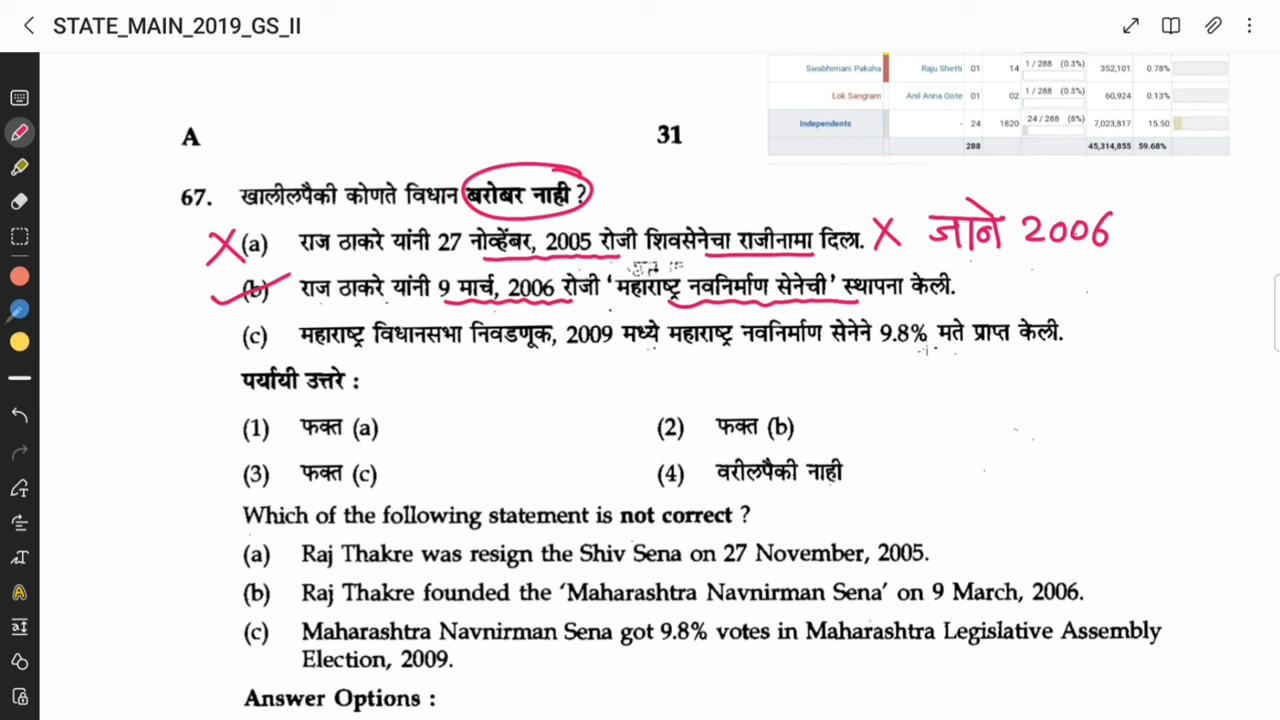 STATE_MAIN_2019_GS_II
Swabhimani Paksha Raju Shetti 01 14 1 / 288 (0.3%) 352,101 0.78%
Lok Sangram Anil Anna Gote 01 02 1 / 288 (0.3%) 60,924 0.13%
Independents - 24 1820 24 / 288 (8%) 7,023,817 15.50
288 45,314,855 59.68%
A 31
67. खालीलपैकी कोणते विधान बरोबर नाही ?
X (a) राज ठाकरे यांनी 27 नोव्हेंबर, 2005 रोजी शिवसेनेचा राजीनामा दिला. X जाने 2006
(b) राज ठाकरे यांनी 9 मार्च, 2006 रोजी ‘महाराष्ट्र नवनिर्माण सेनेची’ स्थापना केली.
(c) महाराष्ट्र विधानसभा निवडणूक, 2009 मध्ये महाराष्ट्र नवनिर्माण सेनेने 9.8% मते प्राप्त केली.
पर्यायी उत्तरे :
(1) फक्त (a) (2) फक्त (b)
(3) फक्त (c) (4) वरीलपैकी नाही
Which of the following statement is not correct ?
(a) Raj Thakre was resign the Shiv Sena on 27 November, 2005.
(b) Raj Thakre founded the ‘Maharashtra Navnirman Sena’ on 9 March, 2006.
(c) Maharashtra Navnirman Sena got 9.8% votes in Maharashtra Legislative Assembly
Election, 2009.
Answer Options :